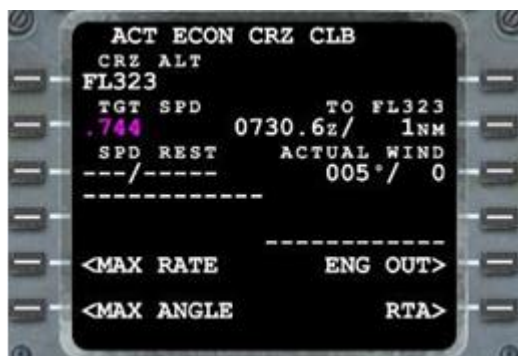 ACT ECON CRZ CLB
CRZ ALT
FL323
TGT SPD TO FL323
.744 0730.6z/ 1NM
SPD REST ACTUAL WIND
---/----- 005°/ 0
-------------
------------
<MAX RATE ENG OUT>
<MAX ANGLE RTA>